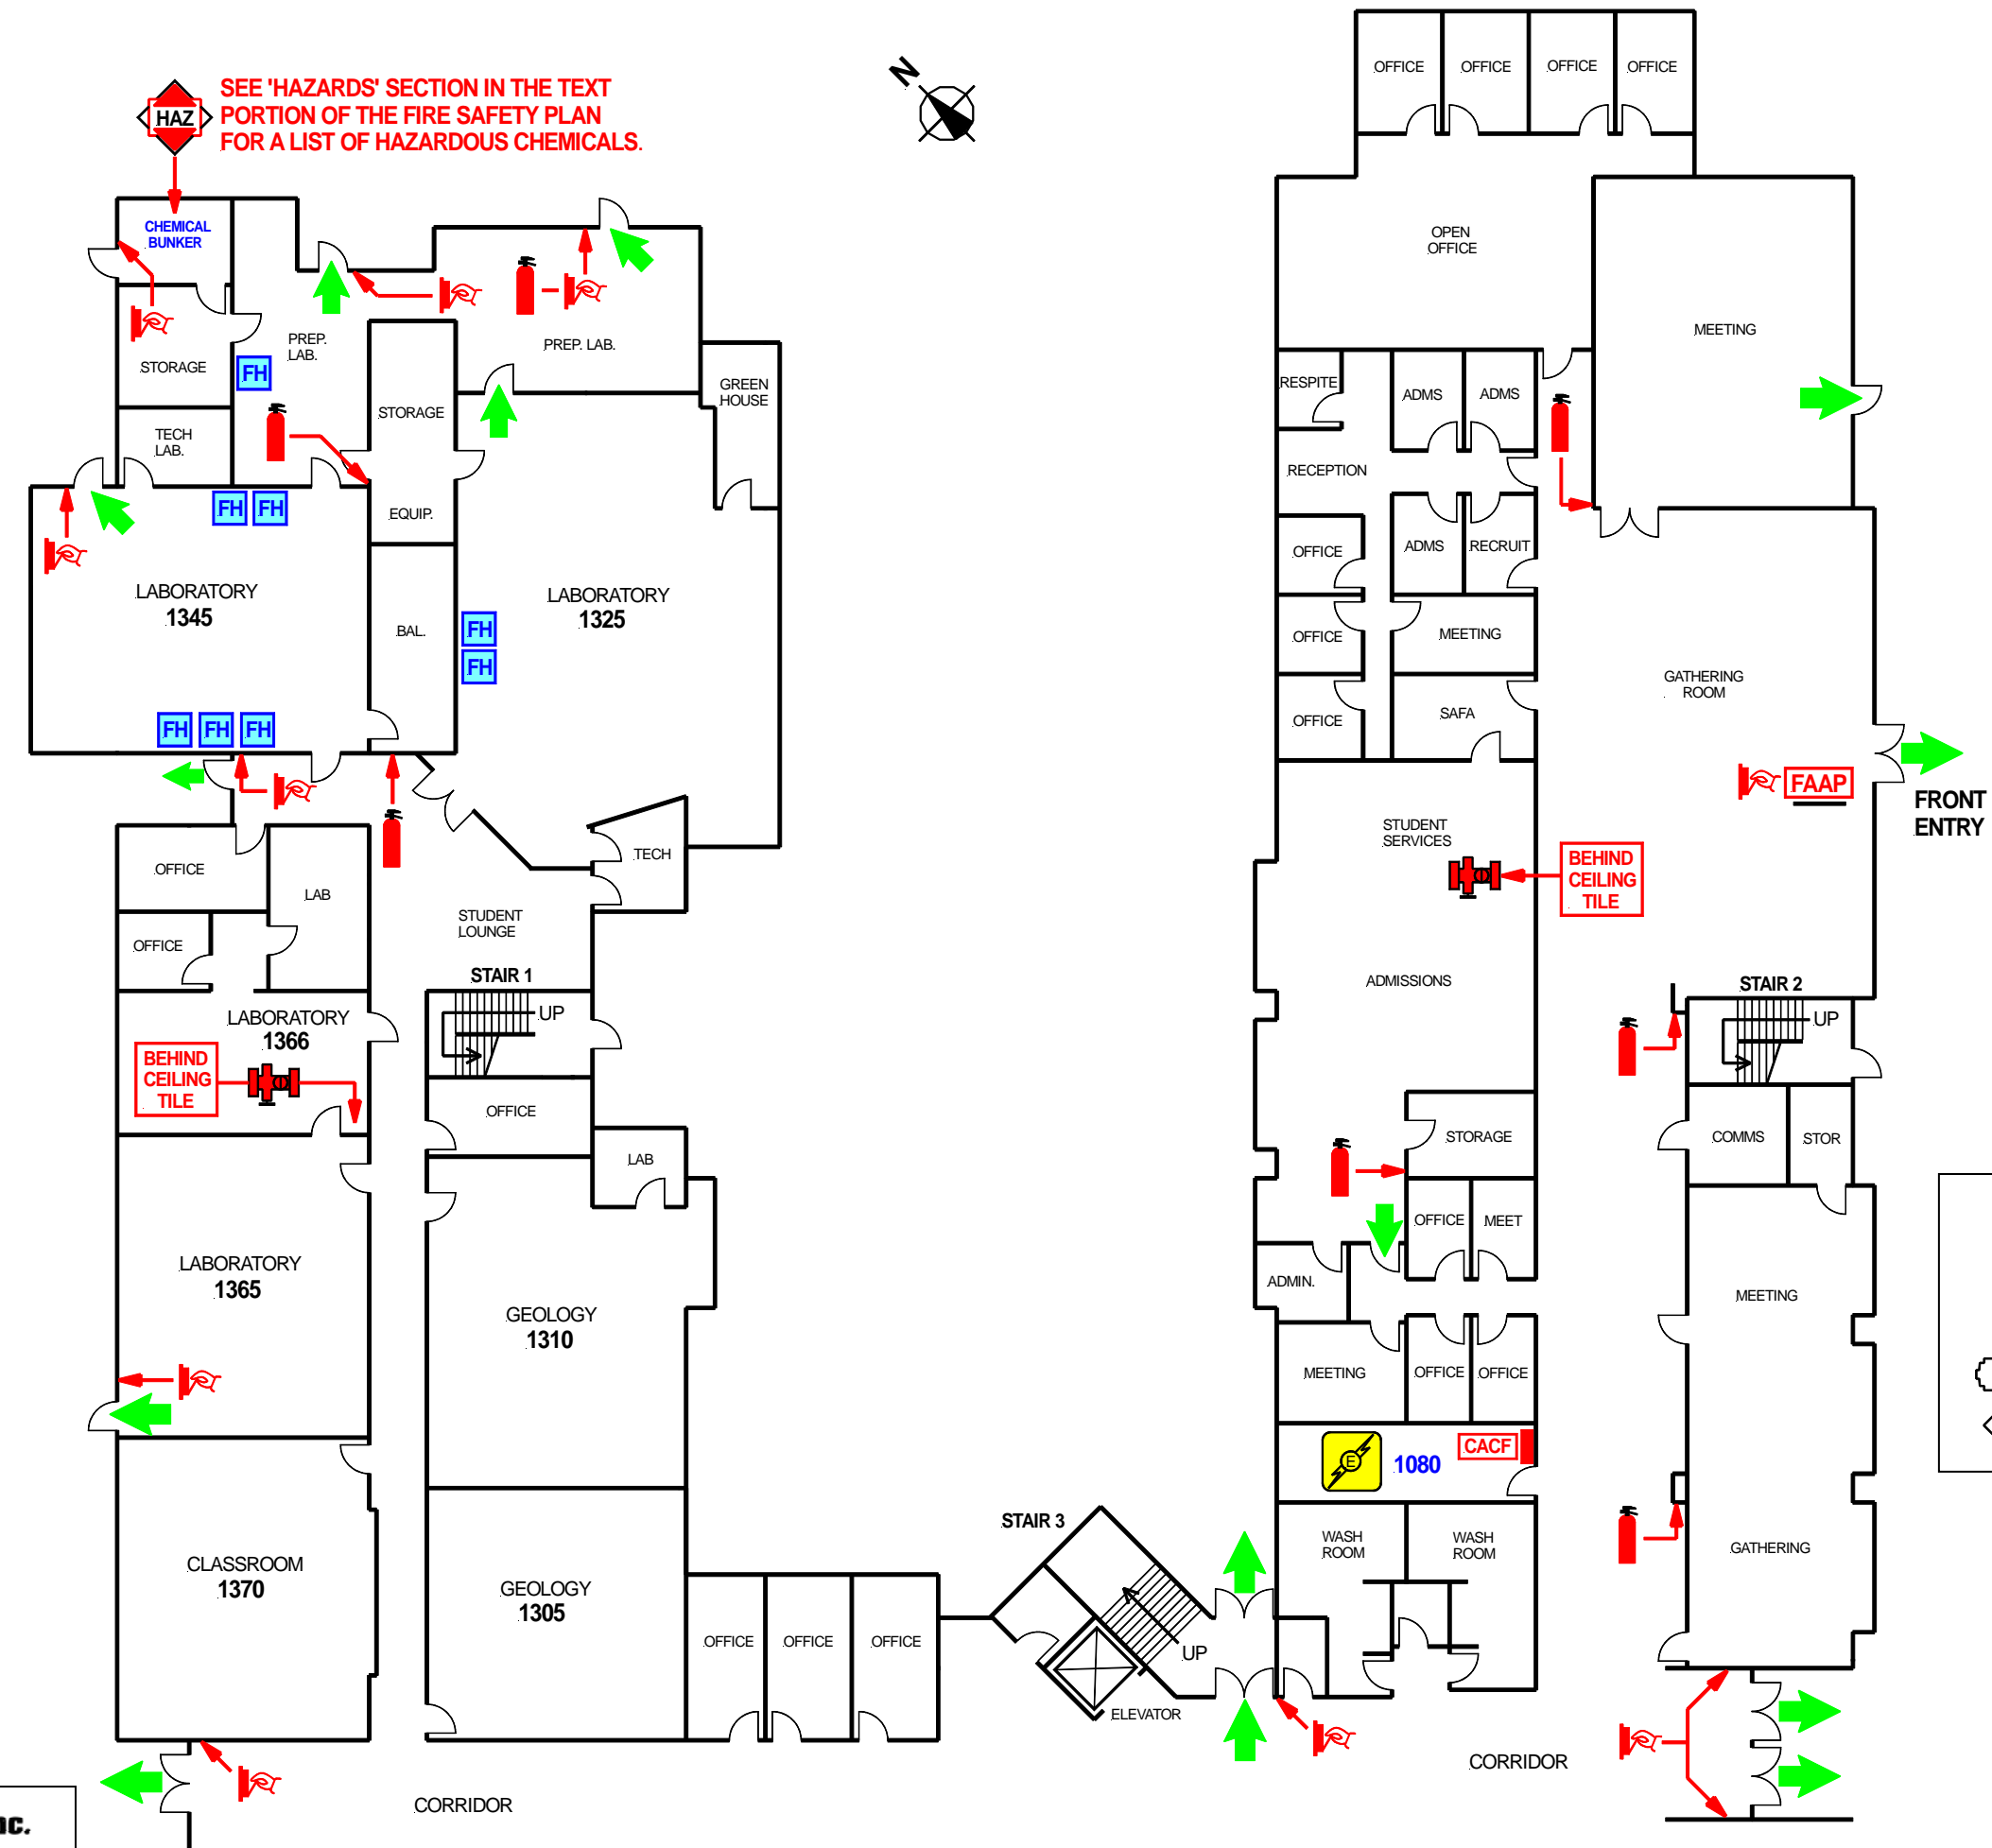 OFFICE
OFFICE
OFFICE
OFFICE
N
SEE 'HAZARDS' SECTION IN THE TEXT
PORTION OF THE FIRE SAFETY PLAN
FOR A LIST OF HAZARDOUS CHEMICALS.
HAZ
CHEMICAL
BUNKER
OPEN
OFFICE
MEETING
PREP.
LAB.
PREP. LAB.
STORAGE
FH
GREEN
HOUSE
RESPITE
ADMS
ADMS
STORAGE
TECH
LAB.
RECEPTION
FH
FH
EQUIP.
OFFICE
ADMS
RECRUIT
LABORATORY
1345
LABORATORY
1325
BAL.
FH
FH
OFFICE
MEETING
GATHERING
ROOM
OFFICE
SAFA
FH
FH
FH
FAAP
FRONT
ENTRY
STUDENT
SERVICES
BEHIND
CEILING
TILE
TECH
OFFICE
LAB
STUDENT
LOUNGE
OFFICE
STAIR 1
UP
ADMISSIONS
STAIR 2
UP
LABORATORY
1366
BEHIND
CEILING
TILE
OFFICE
STORAGE
COMMS
STOR
LAB
OFFICE
MEET
LABORATORY
1365
ADMIN.
MEETING
GEOLOGY
1310
MEETING
OFFICE
OFFICE
E
1080
CACF
STAIR 3
WASH
ROOM
WASH
ROOM
GATHERING
CLASSROOM
1370
GEOLOGY
1305
OFFICE
OFFICE
OFFICE
UP
ELEVATOR
CORRIDOR
CORRIDOR